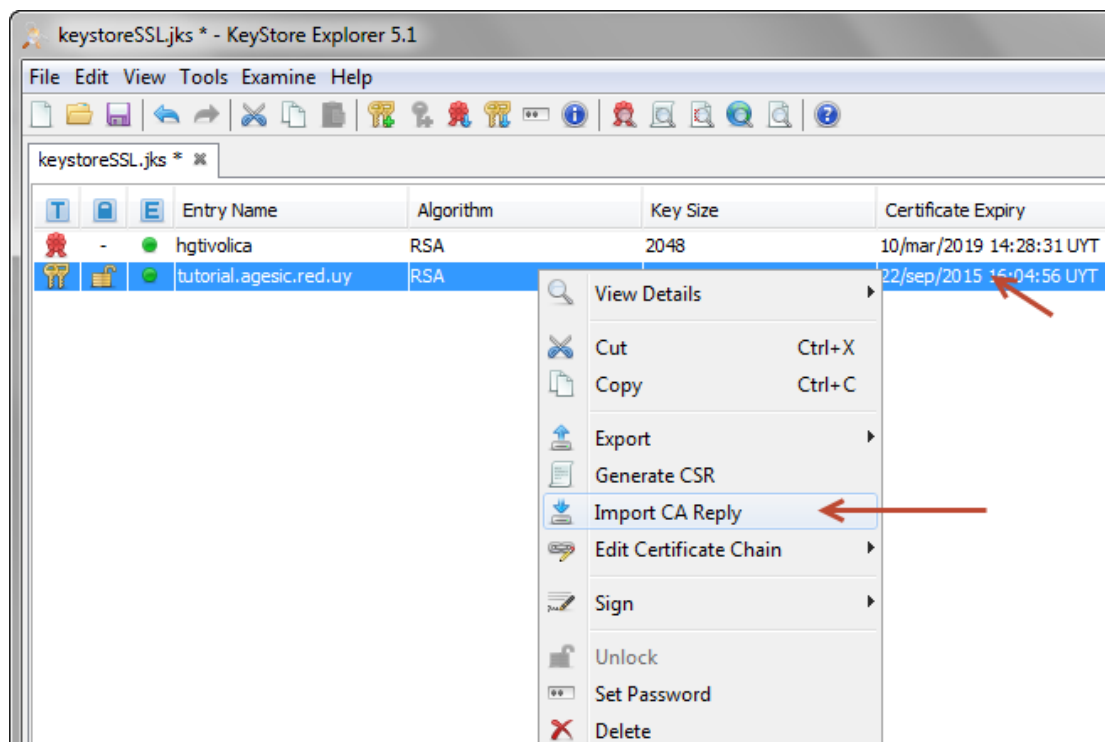 keystoreSSL.jks * - KeyStore Explorer 5.1
File Edit View Tools Examine Help
keystoreSSL.jks *
T E Entry Name Algorithm Key Size Certificate Expiry
- hgtivolica RSA 2048 10/mar/2019 14:28:31 UYT
tutorial.agesic.red.uy RSA 22/sep/2015 16:04:56 UYT
View Details
Cut Ctrl+X
Copy Ctrl+C
Export
Generate CSR
Import CA Reply
Edit Certificate Chain
Sign
Unlock
Set Password
Delete